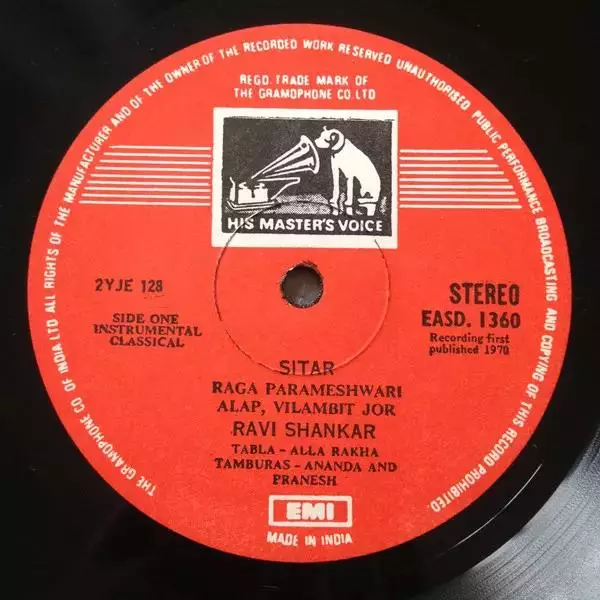 THE GRAMOPHONE CO OF INDIA LTD ALL RIGHTS OF THE MANUFACTURER AND OF THE OWNER OF THE RECORDED WORK RESERVED UNAUTHORISED PUBLIC PERFORMANCE BROADCASTING AND COPYING OF THIS RECORD PROHIBITED
REGD. TRADE MARK OF
THE GRAMOPHONE CO. LTD
HIS MASTER'S VOICE
2YJE 128
SIDE ONE
INSTRUMENTAL
CLASSICAL
STEREO
EASD. 1360
Recording first
published 1970
SITAR
RAGA PARAMESHWARI
ALAP, VILAMBIT JOR
RAVI SHANKAR
TABLA - ALLA RAKHA
TAMBURAS - ANANDA AND
PRANESH
EMI
MADE IN INDIA